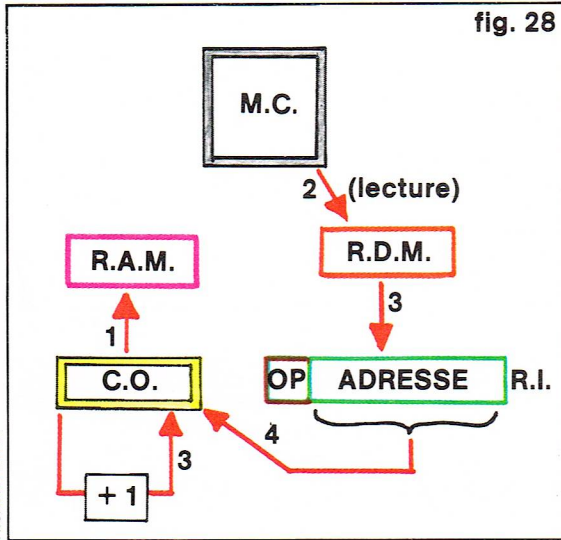 fig. 28
M.C.
2 (lecture)
R.A.M.
R.D.M.
1
3
C.O.
OP ADRESSE R.I.
4
3
+ 1